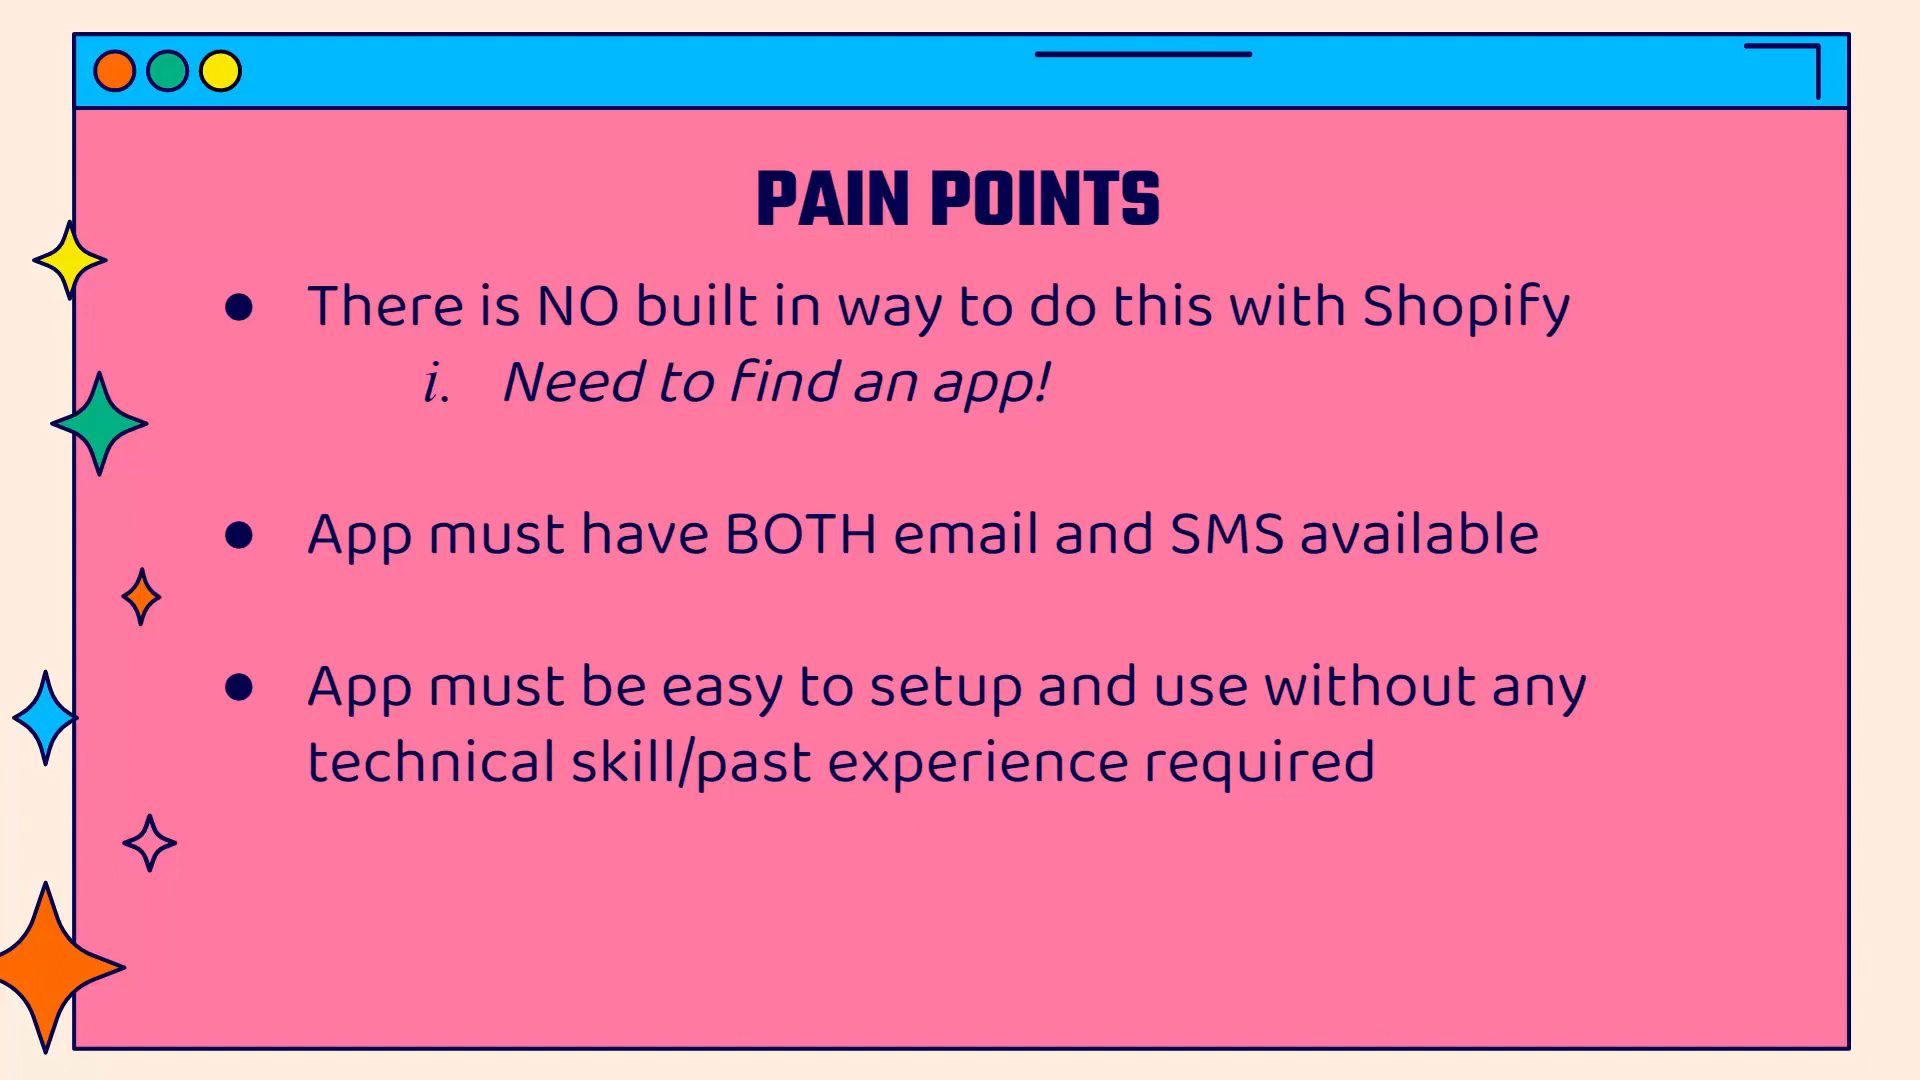 PAIN POINTS
● There is NO built in way to do this with Shopify
i. Need to find an app!
● App must have BOTH email and SMS available
● App must be easy to setup and use without any
technical skill/past experience required